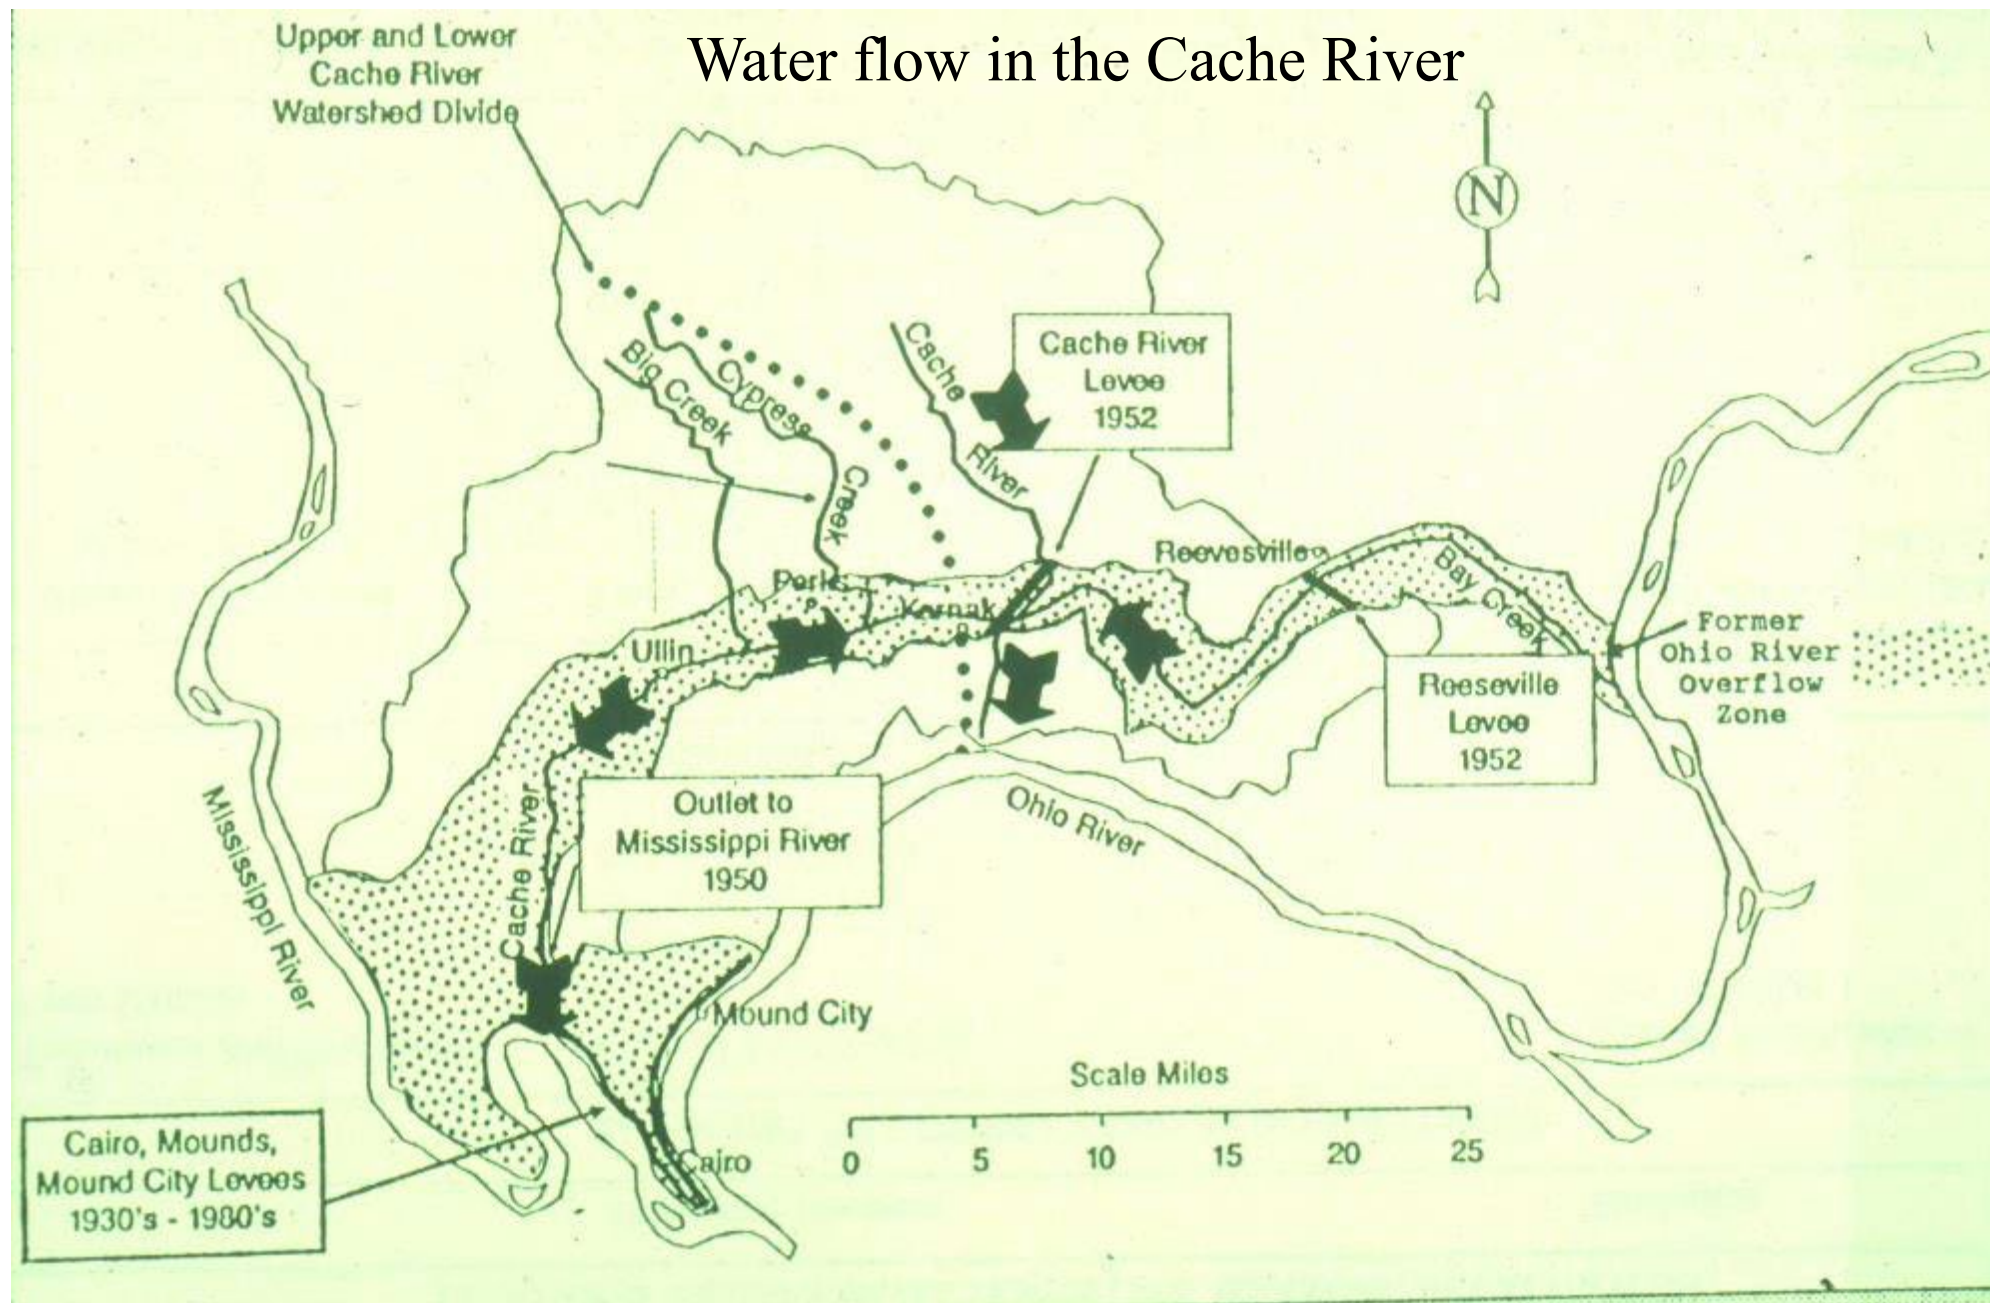 Water flow in the Cache River
Upper and Lower
Cache River
Watershed Divide
N
Cache River
Levee
1952
Big Creek
Cypress
Creek
Cache
River
Reevesville
Bay Creek
Perks
Karnak
Ullin
Former
Ohio River
Overflow
Zone
Reeseville
Levee
1952
Outlet to
Mississippi River
1950
Ohio River
Cache River
Mississippi River
Mound City
Scale Miles
0 5 10 15 20 25
Cairo
Cairo, Mounds,
Mound City Levees
1930's - 1980's